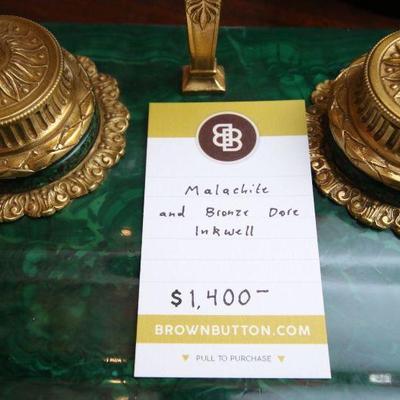 BB
Malachite
and Bronze Dore
Inkwell
$1,400-
BROWNBUTTON.COM
PULL TO PURCHASE